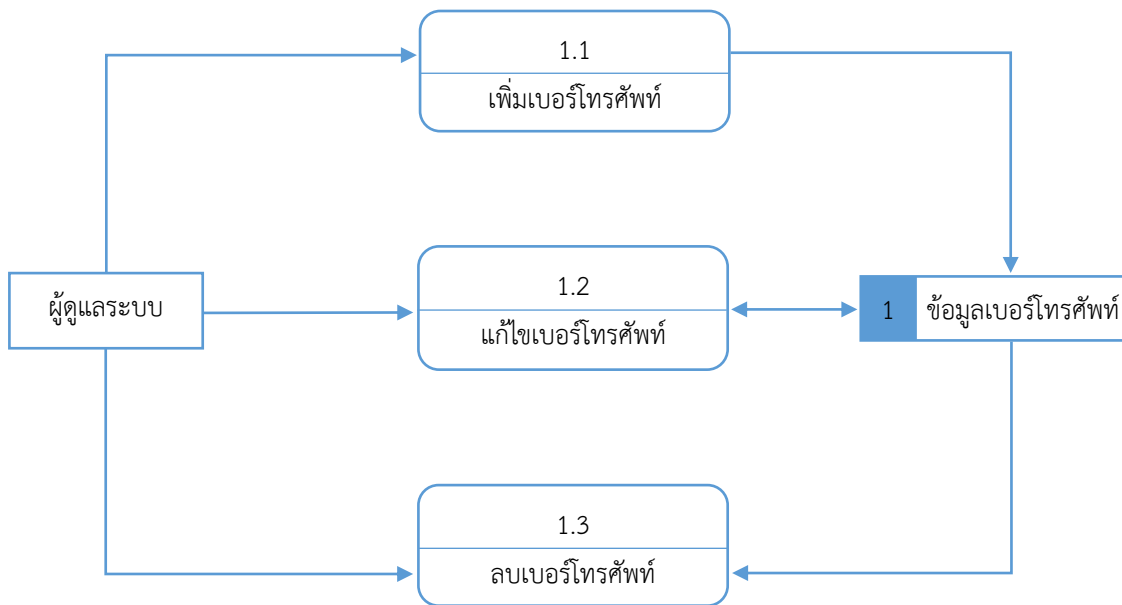 1.1
เพิ่มเบอร์โทรศัพท์
ผู้ดูแลระบบ
1.2
แก้ไขเบอร์โทรศัพท์
1 ข้อมูลเบอร์โทรศัพท์
1.3
ลบเบอร์โทรศัพท์